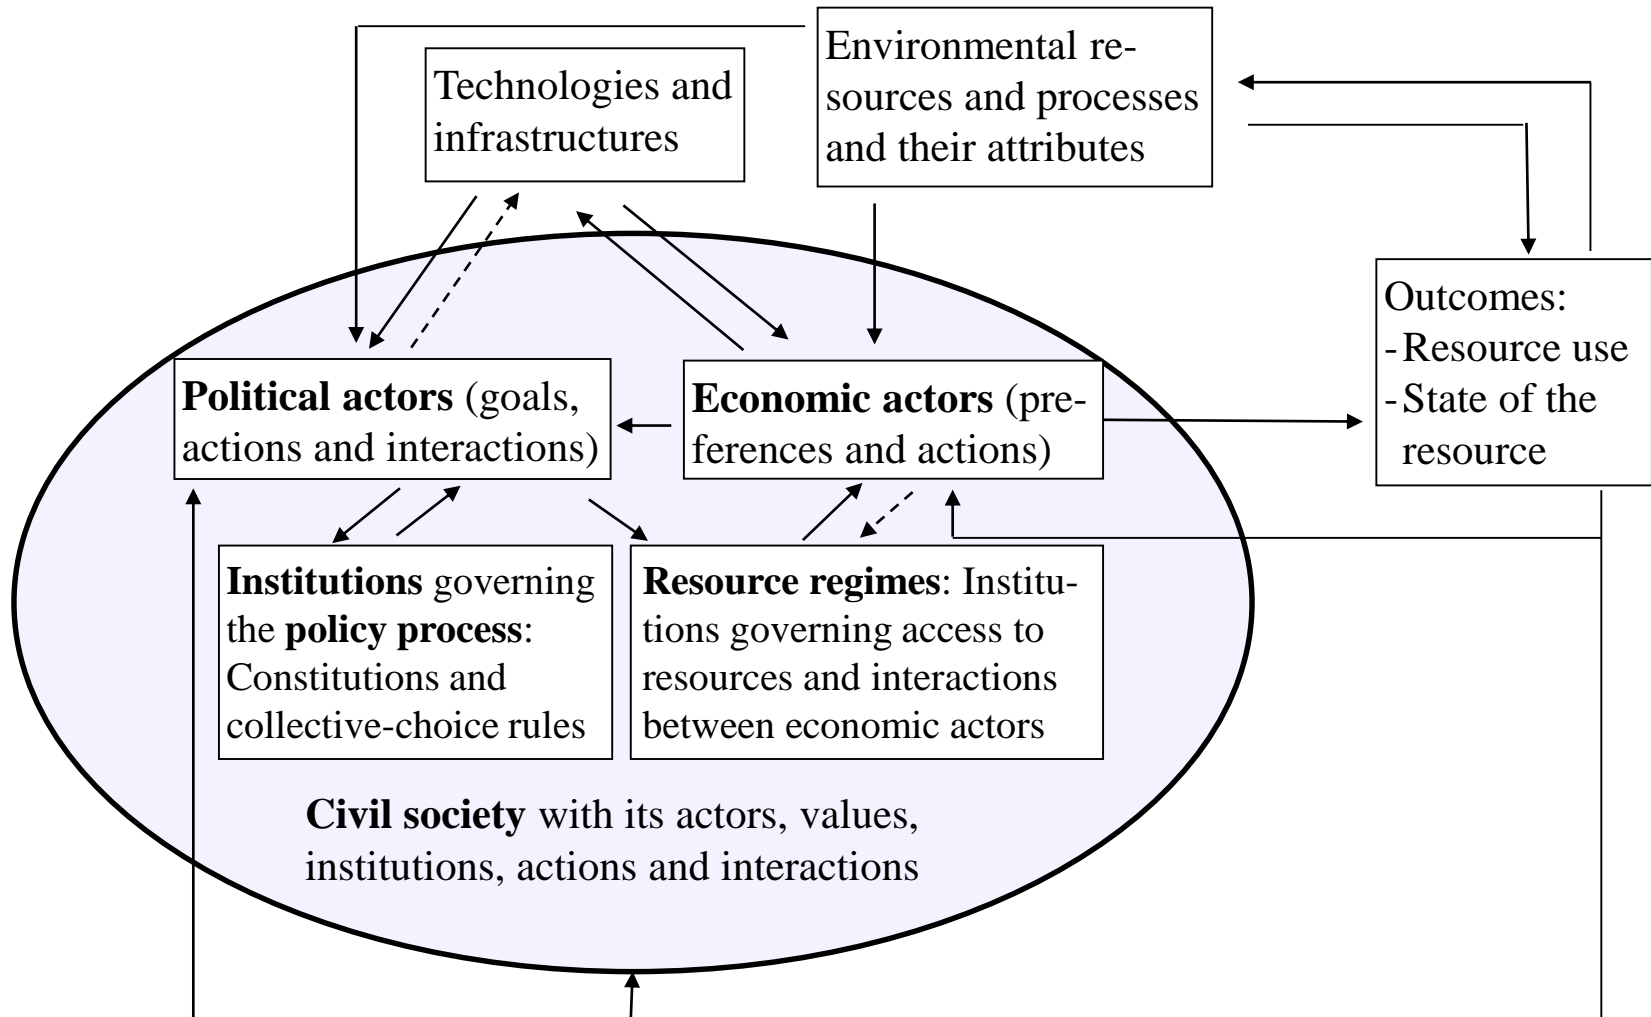 Environmental re-
sources and processes
and their attributes
Technologies and
infrastructures
Outcomes:
- Resource use
- State of the
resource
Political actors (goals,
actions and interactions)
Economic actors (pre-
ferences and actions)
Institutions governing
the policy process:
Constitutions and
collective-choice rules
Resource regimes: Institu-
tions governing access to
resources and interactions
between economic actors
Civil society with its actors, values,
institutions, actions and interactions